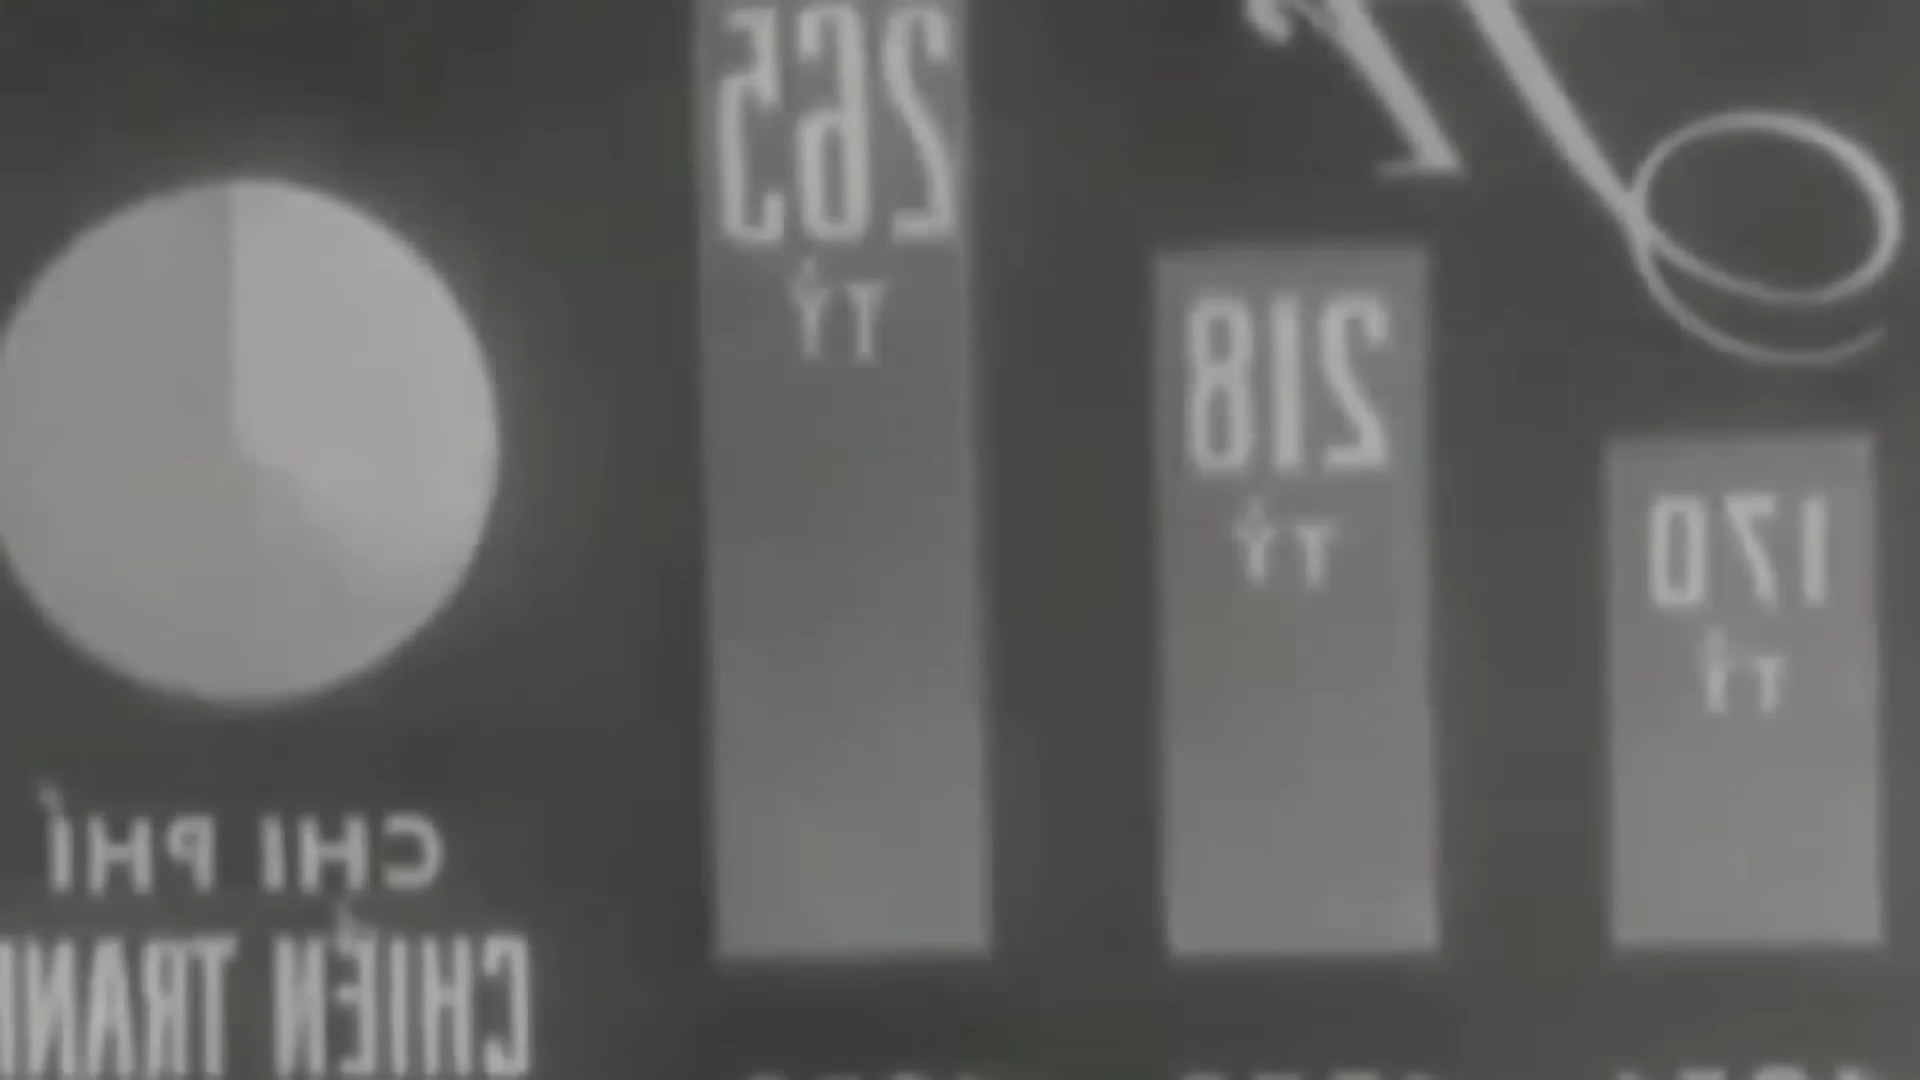 170
TỶ
218
TỶ
265
TỶ
CHI PHÍ
CHIẾN TRANH